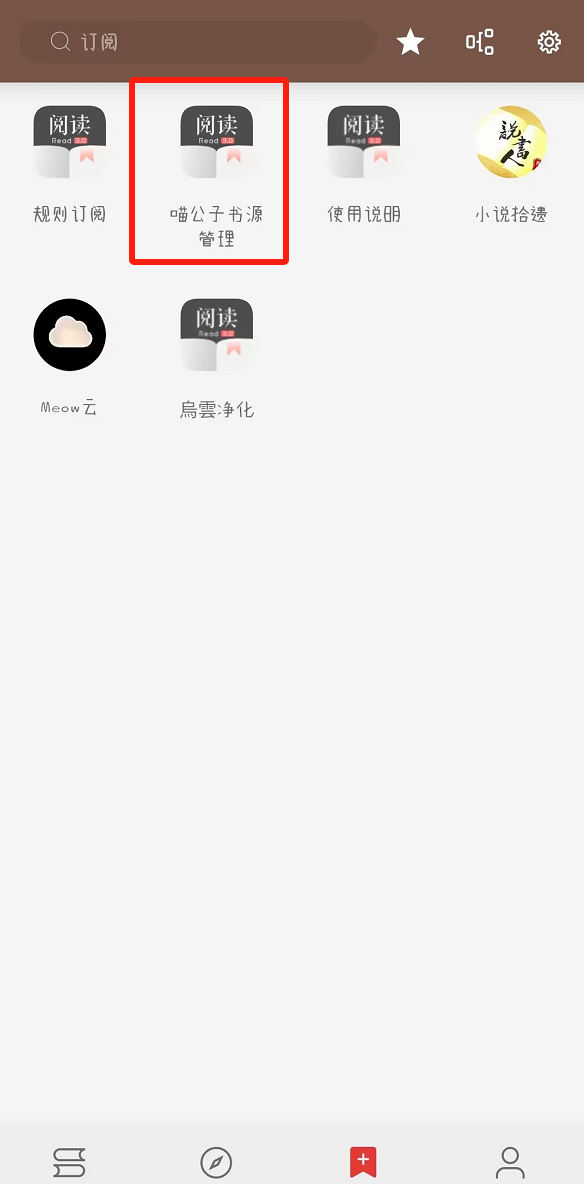 订阅
阅读
Read 3.0
阅读
Read 3.0
阅读
Read 3.0
說書人
规则订阅
喵公子书源
管理
使用说明
小说拾遗
阅读
Read 3.0
Meow云
烏雲净化